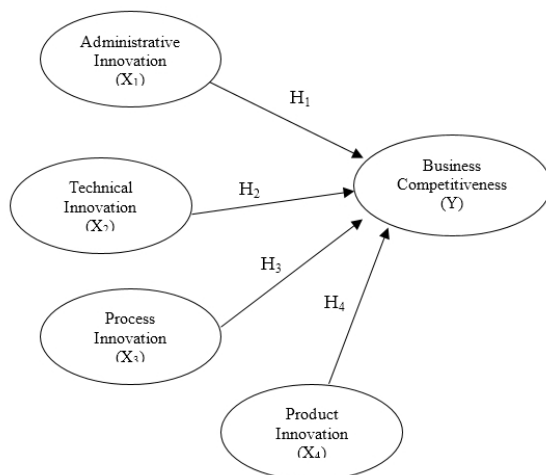 Administrative
Innovation
(X₁)
H₁
Business
Competitiveness
(Y)
Technical
Innovation
(X₂)
H₂
H₃
Process
Innovation
(X₃)
H₄
Product
Innovation
(X₄)